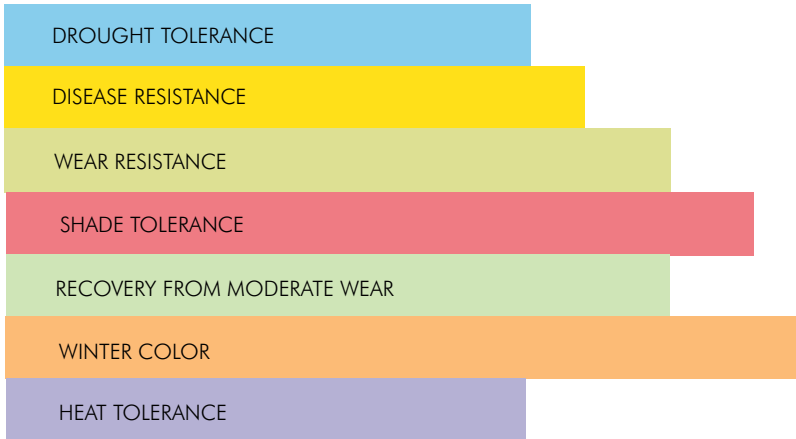 DROUGHT TOLERANCE
DISEASE RESISTANCE
WEAR RESISTANCE
SHADE TOLERANCE
RECOVERY FROM MODERATE WEAR
WINTER COLOR
HEAT TOLERANCE